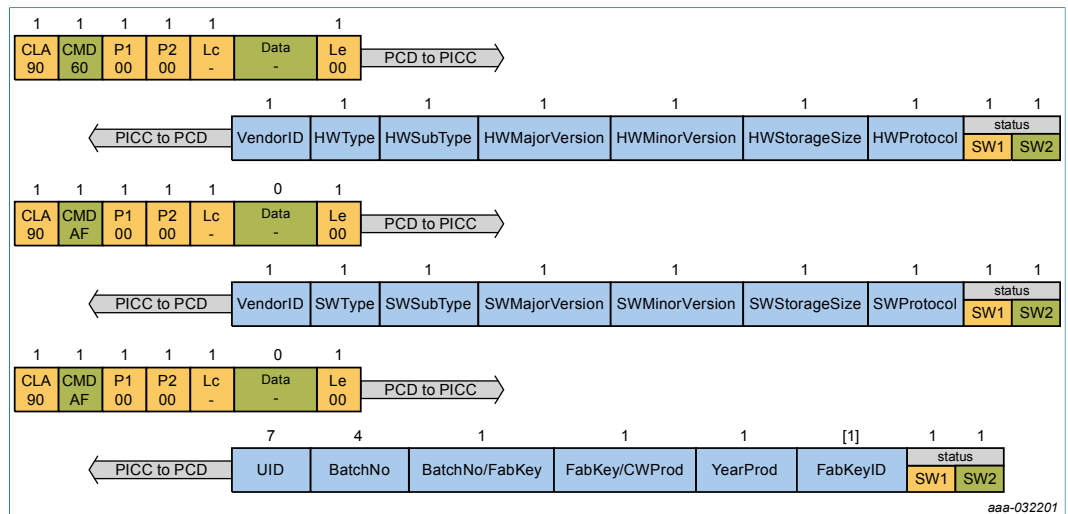 1 1 1 1 1 1
CLA CMD P1 P2 Lc Data Le
90 60 00 00 - - 00
PCD to PICC
1 1 1 1 1 1 1 1 1
PICC to PCD VendorID HWType HWSubType HWMajorVersion HWMinorVersion HWStorageSize HWProtocol status
SW1 SW2
1 1 1 1 1 0 1
CLA CMD P1 P2 Lc Data Le
90 AF 00 00 - - 00
PCD to PICC
1 1 1 1 1 1 1 1 1
PICC to PCD VendorID SWType SWSubType SWMajorVersion SWMinorVersion SWStorageSize SWProtocol status
SW1 SW2
1 1 1 1 1 0 1
CLA CMD P1 P2 Lc Data Le
90 AF 00 00 - - 00
PCD to PICC
7 4 1 1 1 [1] 1 1
PICC to PCD UID BatchNo BatchNo/FabKey FabKey/CWProd YearProd FabKeyID status
SW1 SW2
aaa-032201